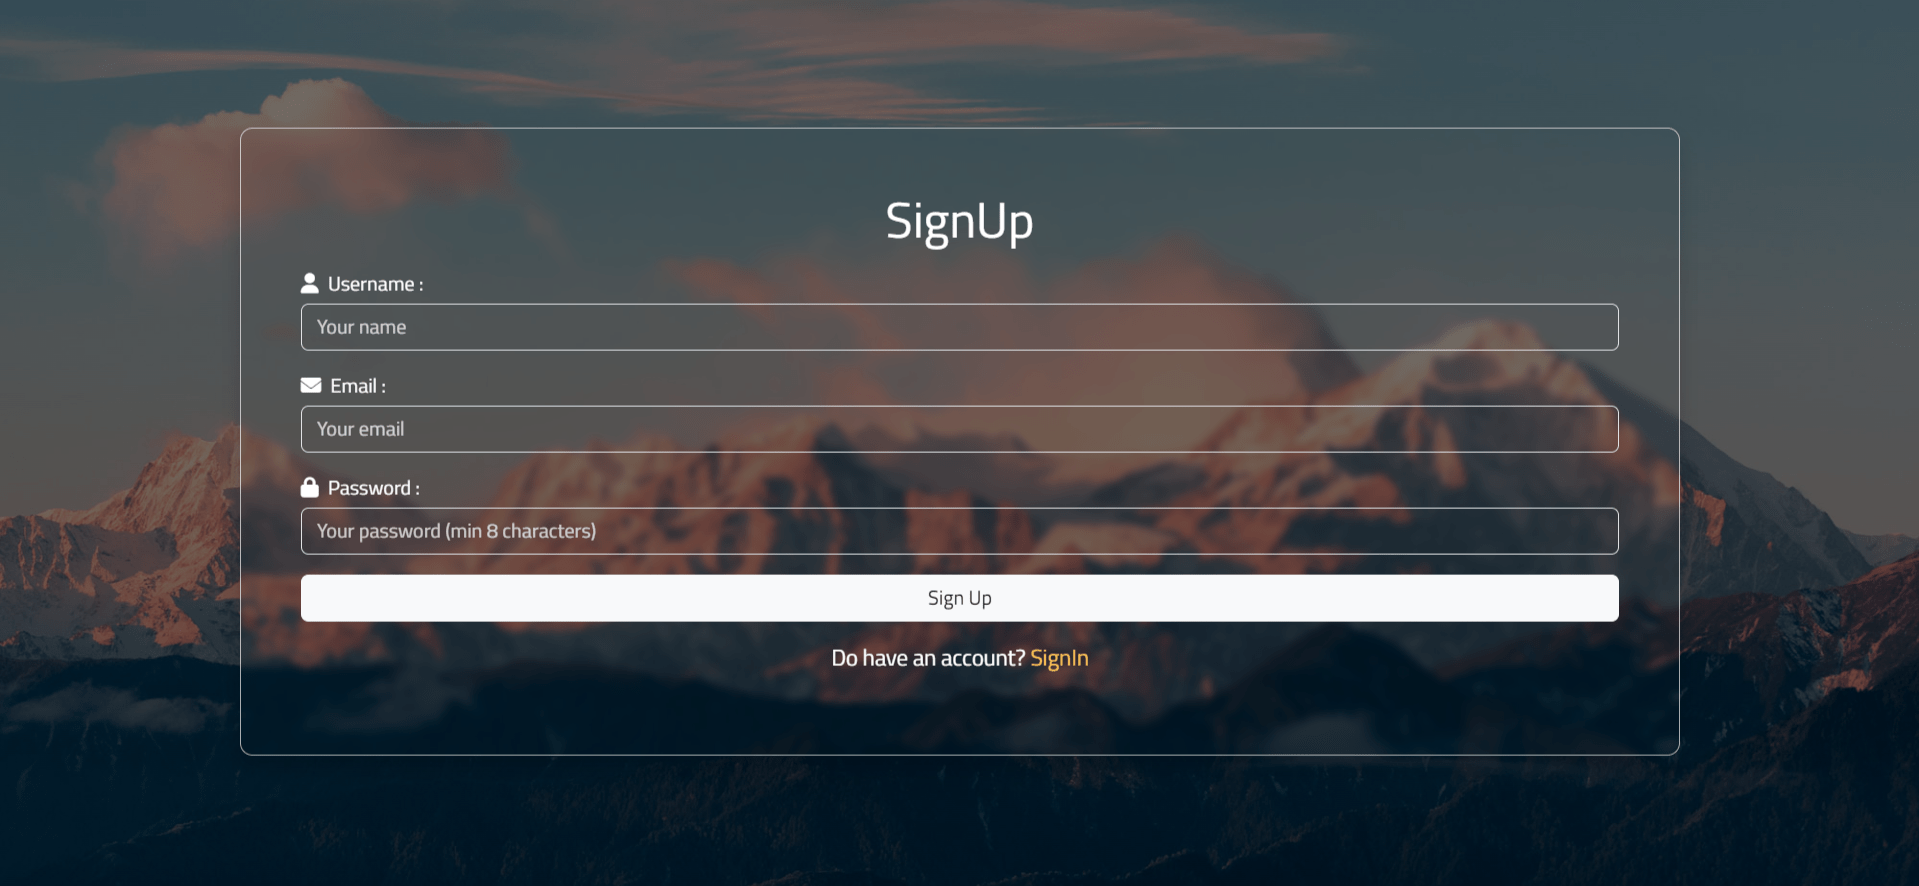 SignUp
Username :
Your name
Email :
Your email
Password :
Your password (min 8 characters)
Sign Up
Do have an account? SignIn